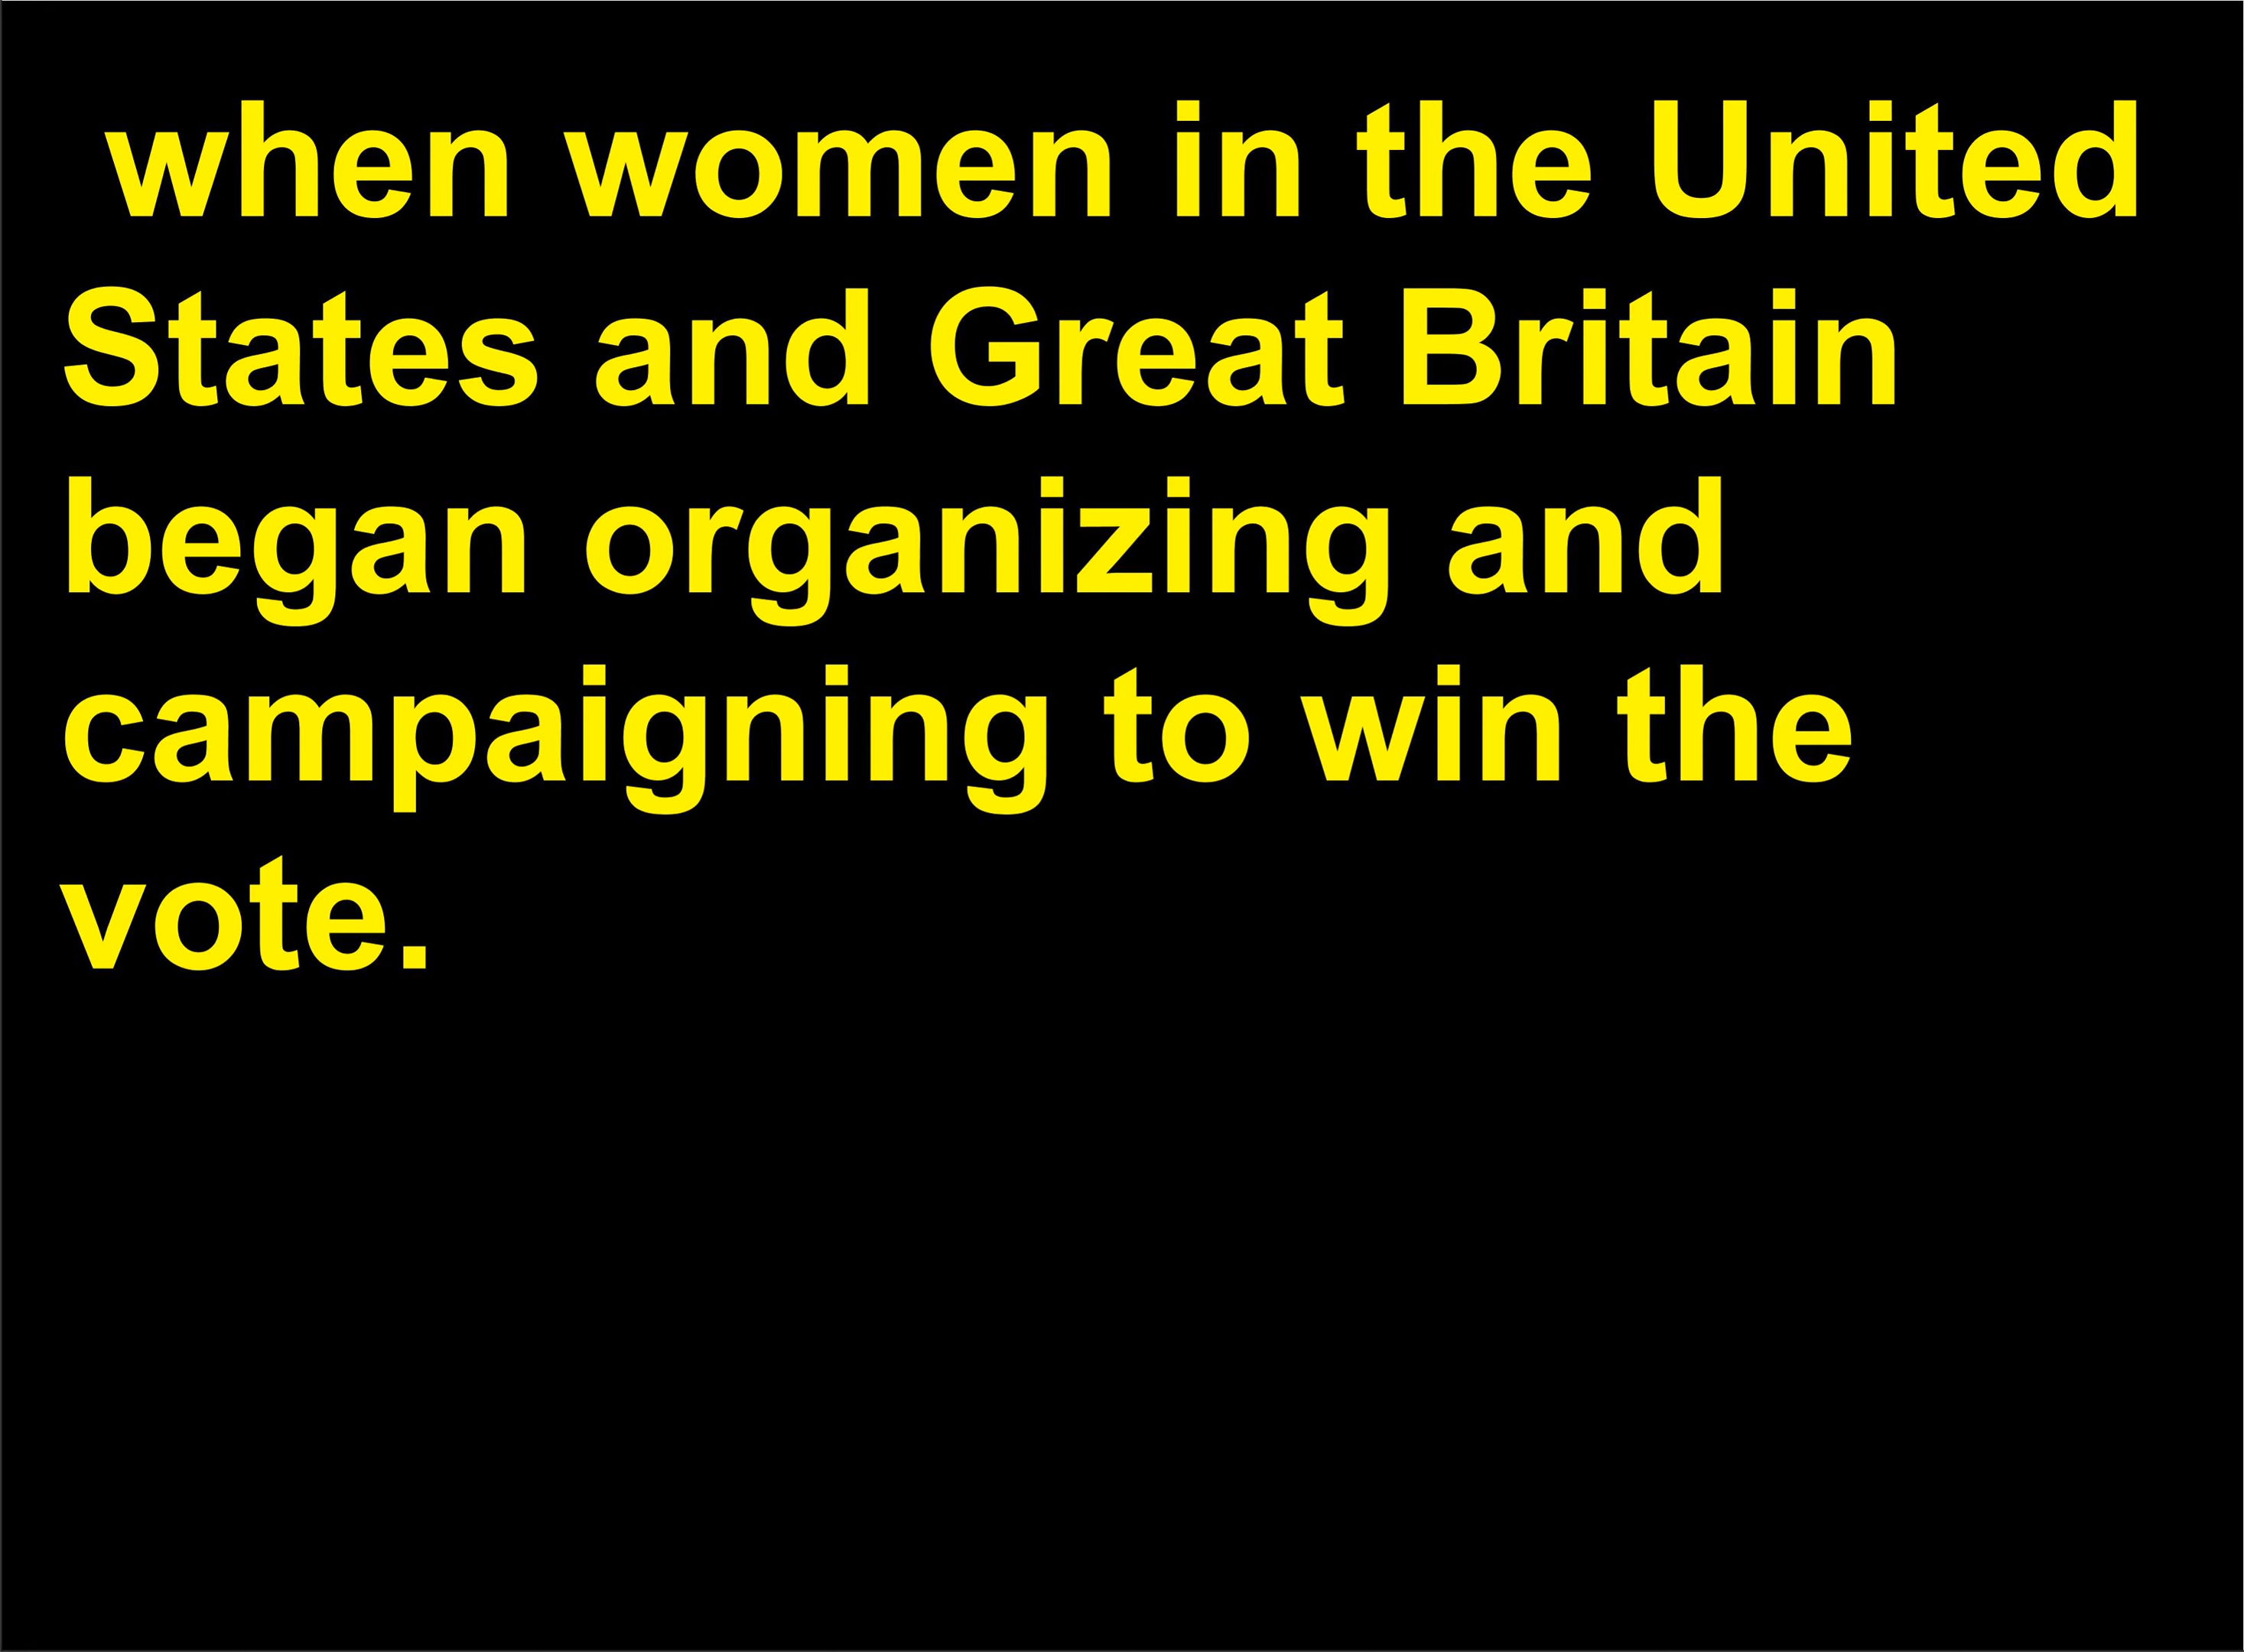 when women in the United
States and Great Britain
began organizing and
campaigning to win the
vote.